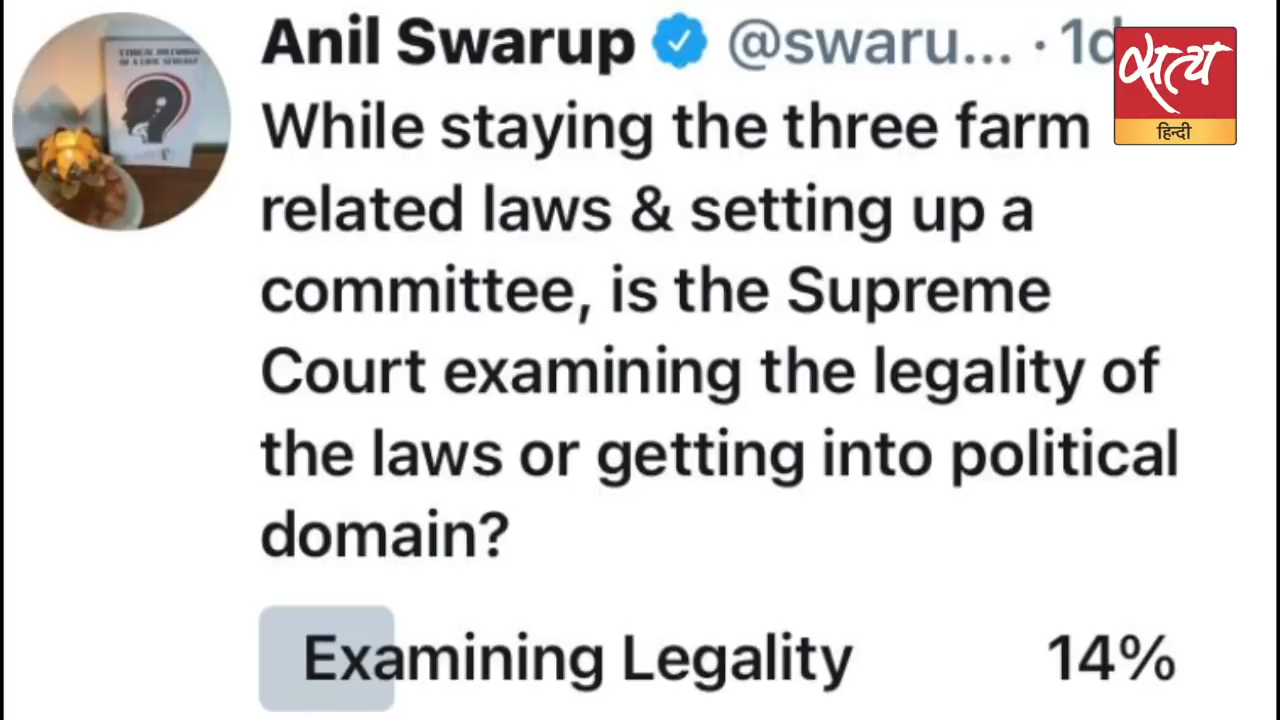 Anil Swarup @swaru... · 1d
सत्य
हिन्दी
While staying the three farm
related laws & setting up a
committee, is the Supreme
Court examining the legality of
the laws or getting into political
domain?
Examining Legality 14%